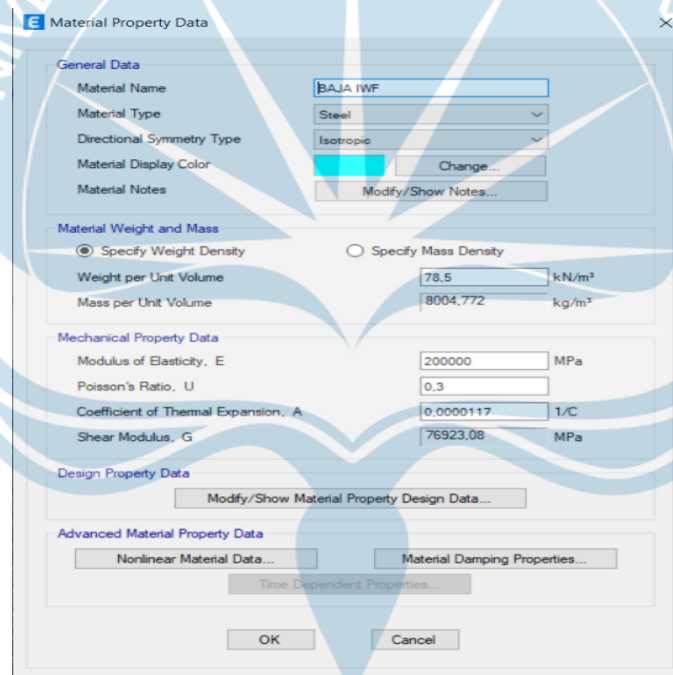 E Material Property Data
General Data
Material Name BAJA IWF
Material Type Steel
Directional Symmetry Type Isotropic
Material Display Color Change...
Material Notes Modify/Show Notes...
Material Weight and Mass
Specify Weight Density Specify Mass Density
Weight per Unit Volume 78,5 kN/m³
Mass per Unit Volume 8004,772 kg/m³
Mechanical Property Data
Modulus of Elasticity, E 200000 MPa
Poisson's Ratio, U 0,3
Coefficient of Thermal Expansion, A 0,0000117 1/C
Shear Modulus, G 76923,08 MPa
Design Property Data
Modify/Show Material Property Design Data...
Advanced Material Property Data
Nonlinear Material Data... Material Damping Properties...
Time Dependent Properties...
OK Cancel